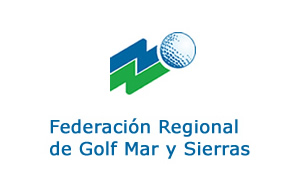 Federación Regional
de Golf Mar y Sierras